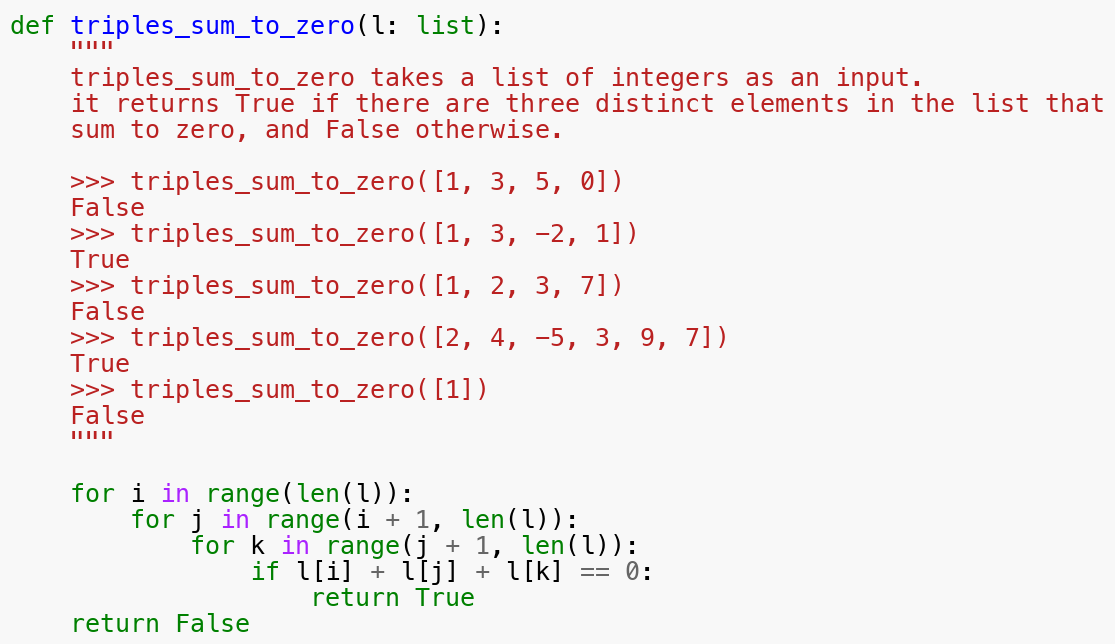 def triples_sum_to_zero(l: list):
    """
    triples_sum_to_zero takes a list of integers as an input.
    it returns True if there are three distinct elements in the list that
    sum to zero, and False otherwise.

    >>> triples_sum_to_zero([1, 3, 5, 0])
    False
    >>> triples_sum_to_zero([1, 3, -2, 1])
    True
    >>> triples_sum_to_zero([1, 2, 3, 7])
    False
    >>> triples_sum_to_zero([2, 4, -5, 3, 9, 7])
    True
    >>> triples_sum_to_zero([1])
    False
    """

    for i in range(len(l)):
        for j in range(i + 1, len(l)):
            for k in range(j + 1, len(l)):
                if l[i] + l[j] + l[k] == 0:
                    return True
    return False